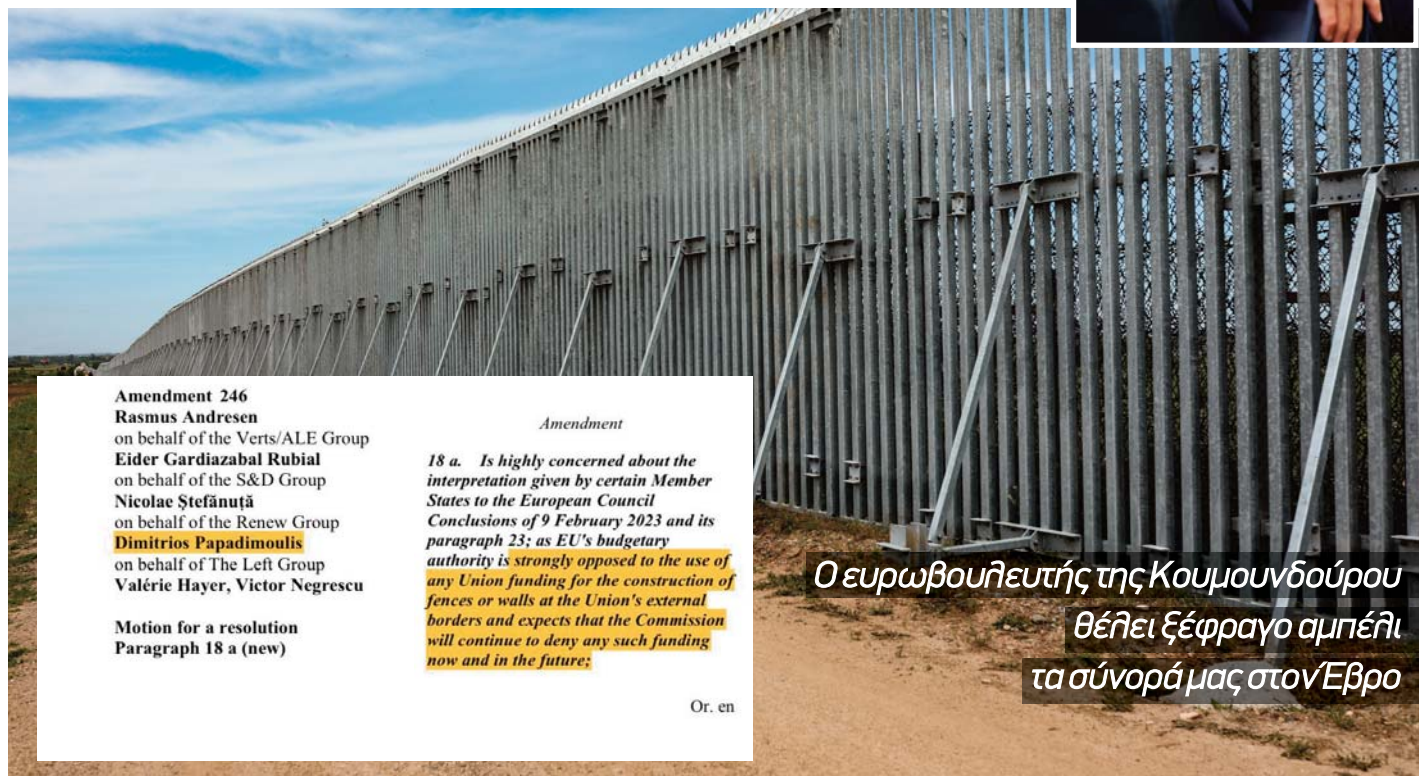 Amendment 246
Rasmus Andresen
on behalf of the Verts/ALE Group
Eider Gardiazabal Rubial
on behalf of the S&D Group
Nicolae Ştefănuţă
on behalf of the Renew Group
Dimitrios Papadimoulis
on behalf of The Left Group
Valérie Hayer, Victor Negrescu
Motion for a resolution
Paragraph 18 a (new)
Amendment
18 a. Is highly concerned about the
interpretation given by certain Member
States to the European Council
Conclusions of 9 February 2023 and its
paragraph 23; as EU's budgetary
authority is strongly opposed to the use of
any Union funding for the construction of
fences or walls at the Union's external
borders and expects that the Commission
will continue to deny any such funding
now and in the future;
Or. en
Ο ευρωβουλευτής της Κουμουνδούρου
θέλει ξέφραγο αμπέλι
τα σύνορά μας στον Έβρο